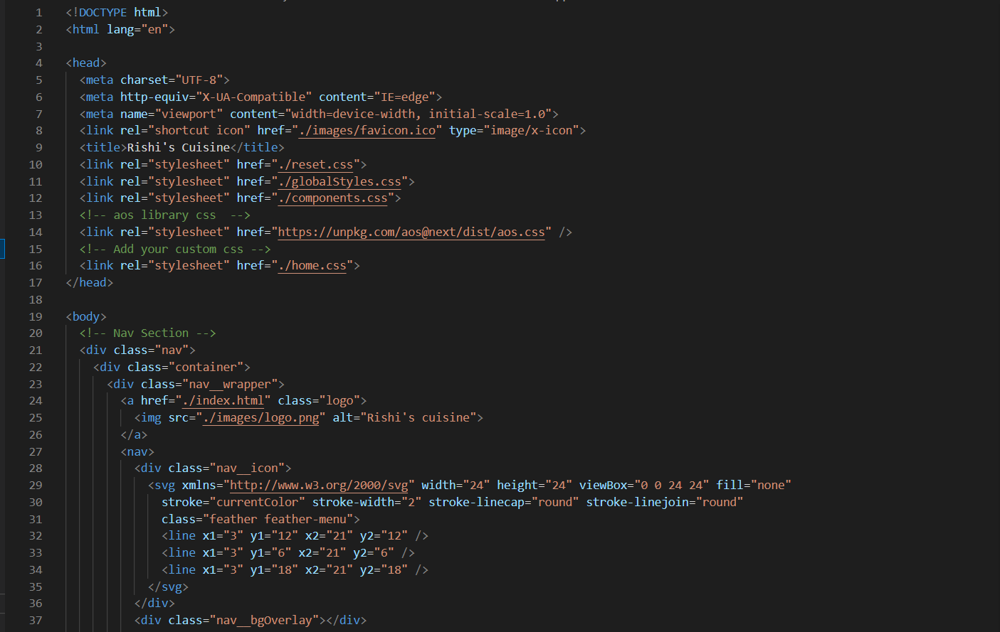 1 <!DOCTYPE html>
2 <html lang="en">
3
4 <head>
5 <meta charset="UTF-8">
6 <meta http-equiv="X-UA-Compatible" content="IE=edge">
7 <meta name="viewport" content="width=device-width, initial-scale=1.0">
8 <link rel="shortcut icon" href="./images/favicon.ico" type="image/x-icon">
9 <title>Rishi's Cuisine</title>
10 <link rel="stylesheet" href="./reset.css">
11 <link rel="stylesheet" href="./globalStyles.css">
12 <link rel="stylesheet" href="./components.css">
13 <!-- aos library css  -->
14 <link rel="stylesheet" href="https://unpkg.com/aos@next/dist/aos.css" />
15 <!-- Add your custom css -->
16 <link rel="stylesheet" href="./home.css">
17 </head>
18
19 <body>
20 <!-- Nav Section -->
21 <div class="nav">
22 <div class="container">
23 <div class="nav__wrapper">
24 <a href="./index.html" class="logo">
25 <img src="./images/logo.png" alt="Rishi's cuisine">
26 </a>
27 <nav>
28 <div class="nav__icon">
29 <svg xmlns="http://www.w3.org/2000/svg" width="24" height="24" viewBox="0 0 24 24" fill="none"
30 stroke="currentColor" stroke-width="2" stroke-linecap="round" stroke-linejoin="round"
31 class="feather feather-menu">
32 <line x1="3" y1="12" x2="21" y2="12" />
33 <line x1="3" y1="6" x2="21" y2="6" />
34 <line x1="3" y1="18" x2="21" y2="18" />
35 </svg>
36 </div>
37 <div class="nav__bgOverlay"></div>